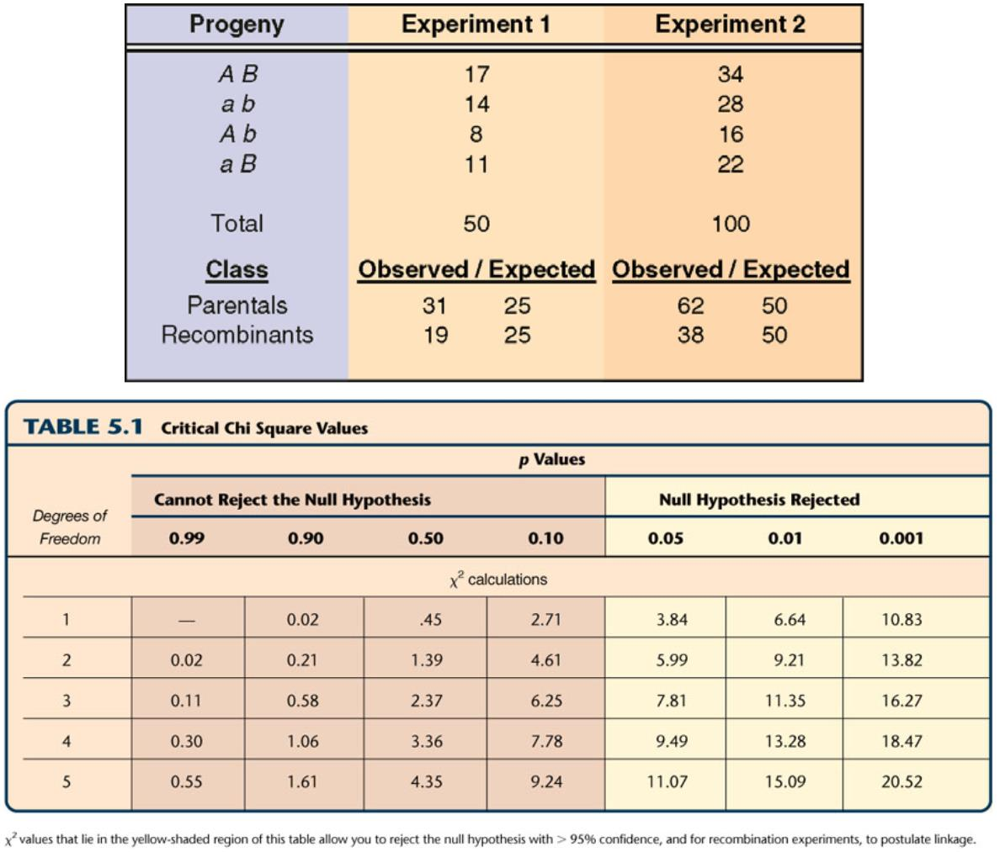 Progeny Experiment 1 Experiment 2
A B 17 34
a b 14 28
A b 8 16
a B 11 22
Total 50 100
Class Observed / Expected Observed / Expected
Parentals 31 25 62 50
Recombinants 19 25 38 50
TABLE 5.1 Critical Chi Square Values
p Values
Cannot Reject the Null Hypothesis Null Hypothesis Rejected
Degrees of
Freedom 0.99 0.90 0.50 0.10 0.05 0.01 0.001
χ² calculations
1 — 0.02 .45 2.71 3.84 6.64 10.83
2 0.02 0.21 1.39 4.61 5.99 9.21 13.82
3 0.11 0.58 2.37 6.25 7.81 11.35 16.27
4 0.30 1.06 3.36 7.78 9.49 13.28 18.47
5 0.55 1.61 4.35 9.24 11.07 15.09 20.52
χ² values that lie in the yellow-shaded region of this table allow you to reject the null hypothesis with > 95% confidence, and for recombination experiments, to postulate linkage.